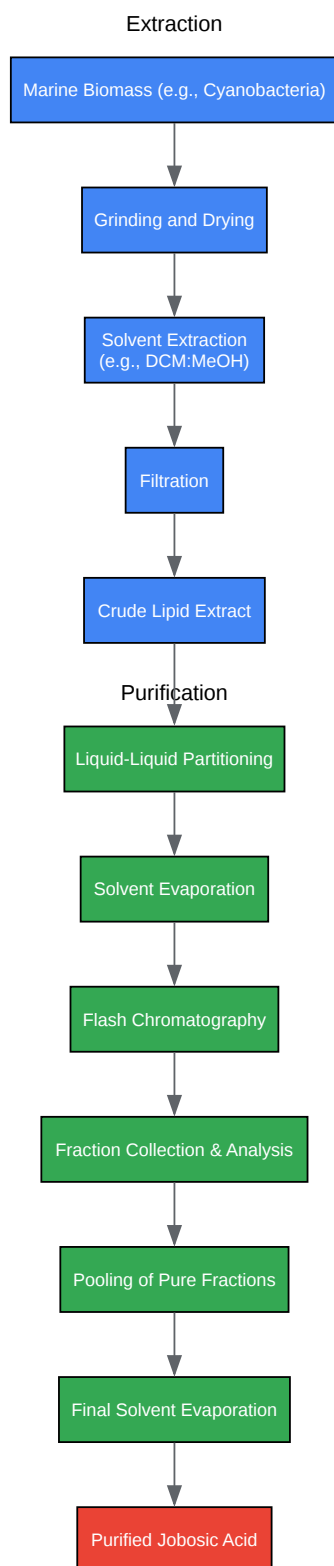 Extraction
Marine Biomass (e.g., Cyanobacteria)
Grinding and Drying
Solvent Extraction
(e.g., DCM:MeOH)
Filtration
Crude Lipid Extract
Purification
Liquid-Liquid Partitioning
Solvent Evaporation
Flash Chromatography
Fraction Collection & Analysis
Pooling of Pure Fractions
Final Solvent Evaporation
Purified Jobosic Acid